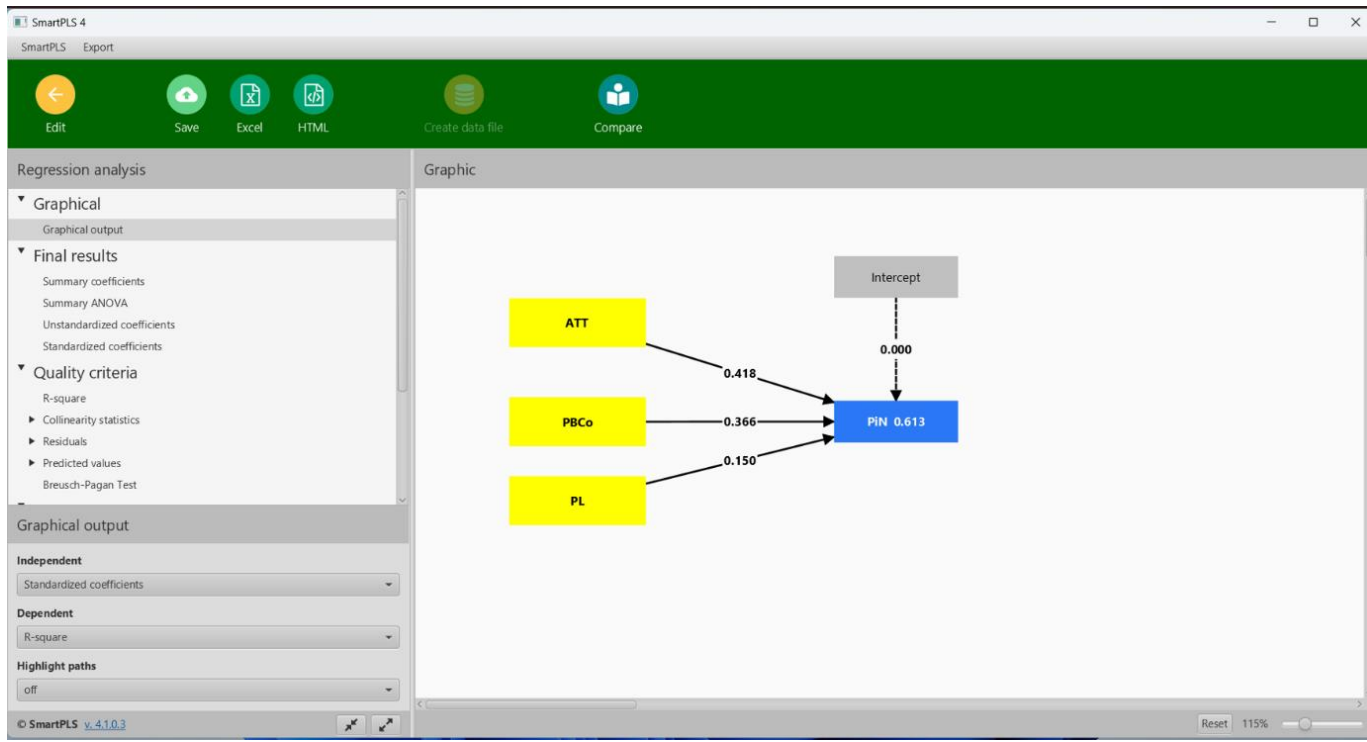 SmartPLS 4
SmartPLS Export
Edit Save Excel HTML Create data file Compare
Regression analysis
Graphical
Graphical output
Final results
Summary coefficients
Summary ANOVA
Unstandardized coefficients
Standardized coefficients
Quality criteria
R-square
Collinearity statistics
Residuals
Predicted values
Breusch-Pagan Test
Graphical output
Independent
Standardized coefficients
Dependent
R-square
Highlight paths
off
© SmartPLS v. 4.1.0.3
Graphic
Intercept
ATT
0.000
0.418
PBCo 0.366 PiN 0.613
0.150
PL
Reset 115%